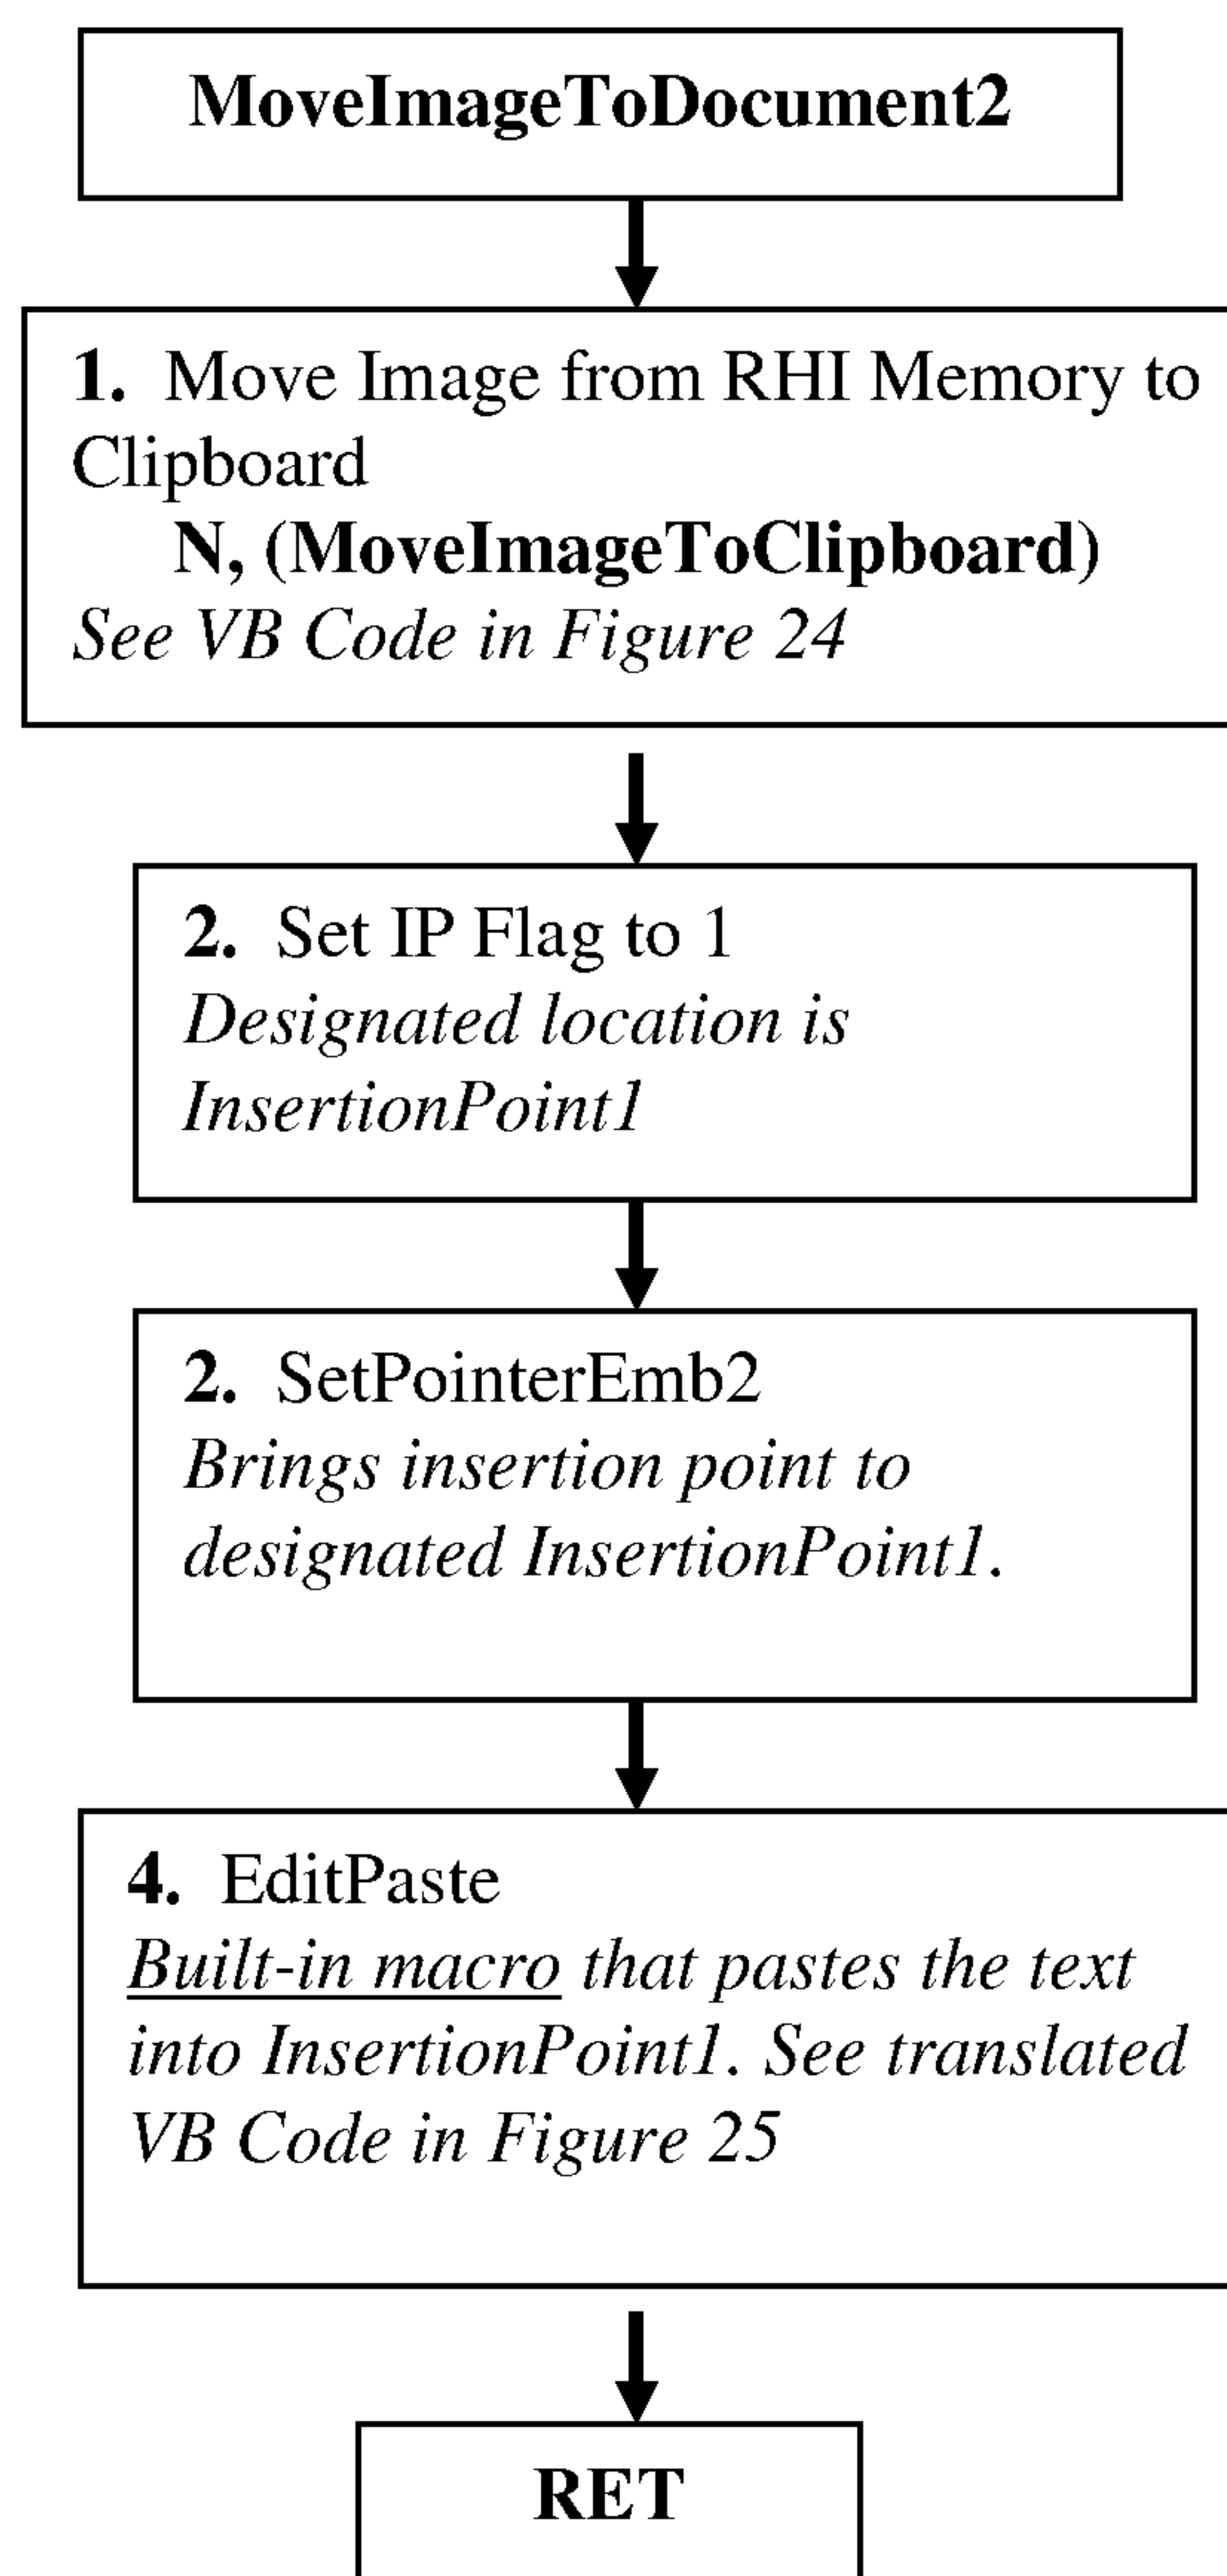 MoveImageToDocument2
1. Move Image from RHI Memory to
Clipboard
N, (MoveImageToClipboard)
See VB Code in Figure 24
2. Set IP Flag to 1
Designated location is
InsertionPoint1
2. SetPointerEmb2
Brings insertion point to
designated InsertionPoint1.
4. EditPaste
Built-in macro that pastes the text
into InsertionPoint1. See translated
VB Code in Figure 25
RET